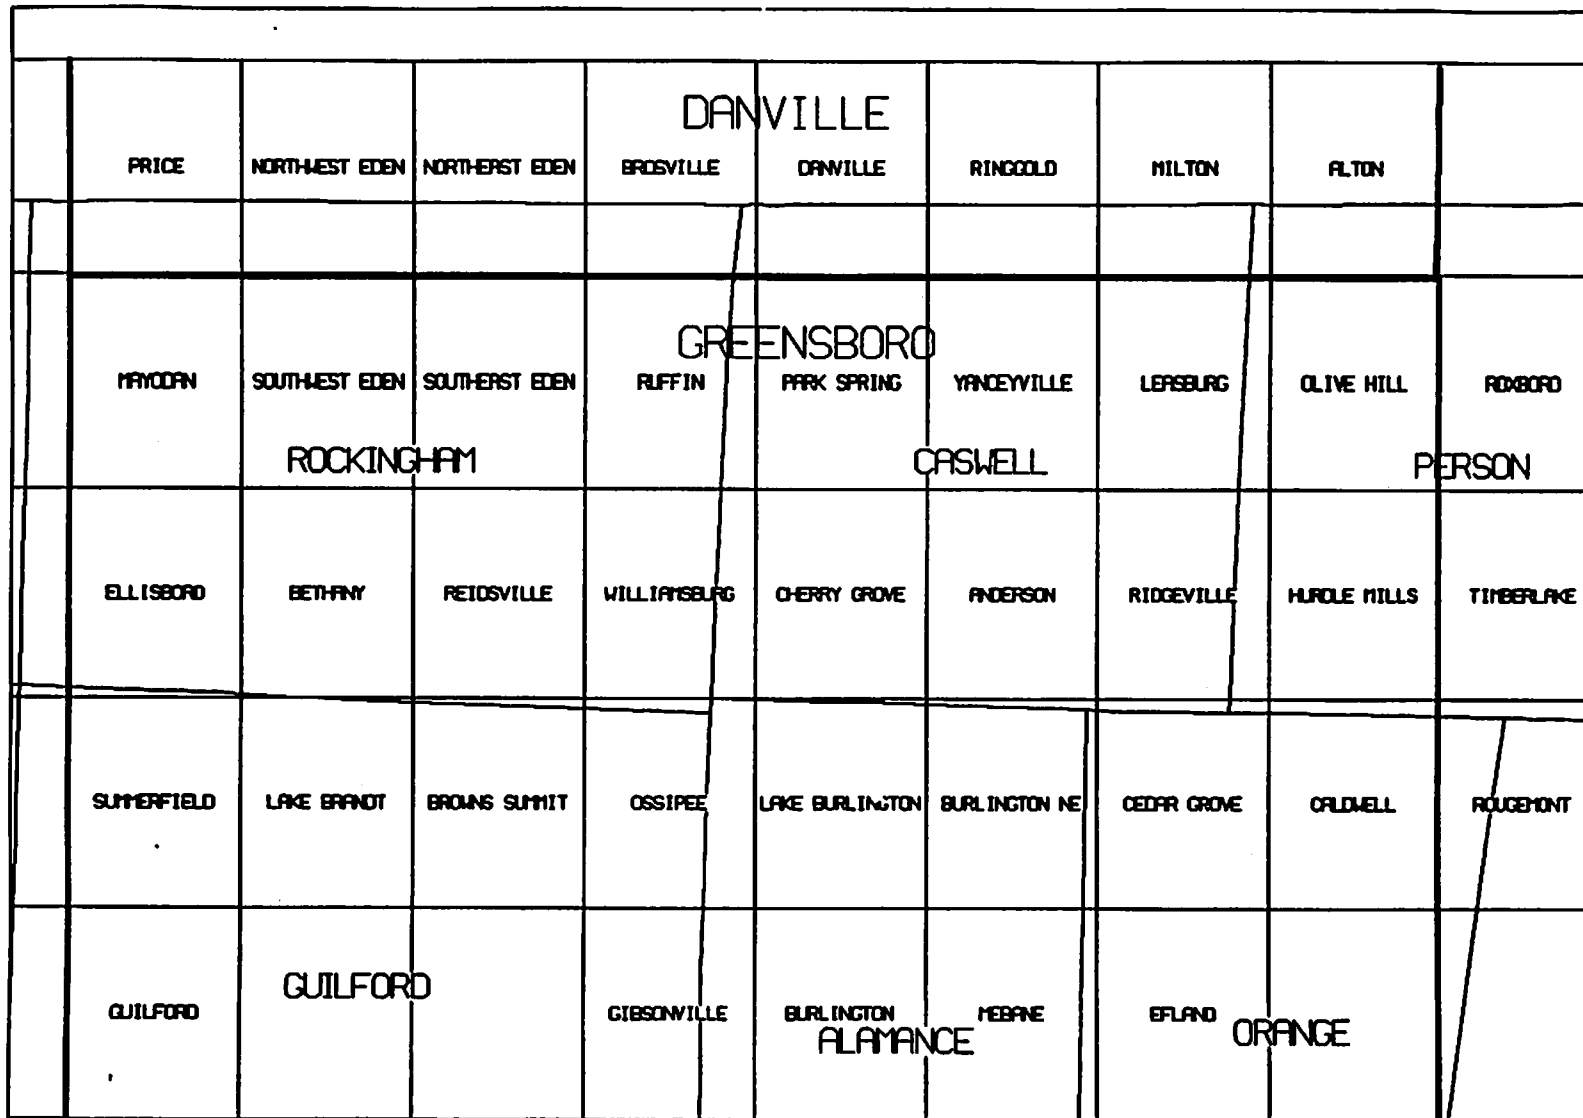 DANVILLE
PRICE NORTHWEST EDEN NORTHEAST EDEN BROSVILLE DANVILLE RINGGOLD MILTON ALTON
GREENSBORO
MAYODAN SOUTHWEST EDEN SOUTHEAST EDEN RUFFIN PARK SPRING YANCEYVILLE LEASBURG OLIVE HILL ROXBORO
ROCKINGHAM CASWELL PERSON
ELLISBORO BETHANY REIDSVILLE WILLIAMSBURG CHERRY GROVE ANDERSON RIDGEVILLE HURDLE MILLS TIMBERLAKE
SUMMERFIELD LAKE BRANDT BROWNS SUMMIT OSSIPEE LAKE BURLINGTON BURLINGTON NE CEDAR GROVE CALDWELL ROUGEMONT
GUILFORD
GUILFORD GIBSONVILLE BURLINGTON MEBANE EFLAND
ALAMANCE ORANGE